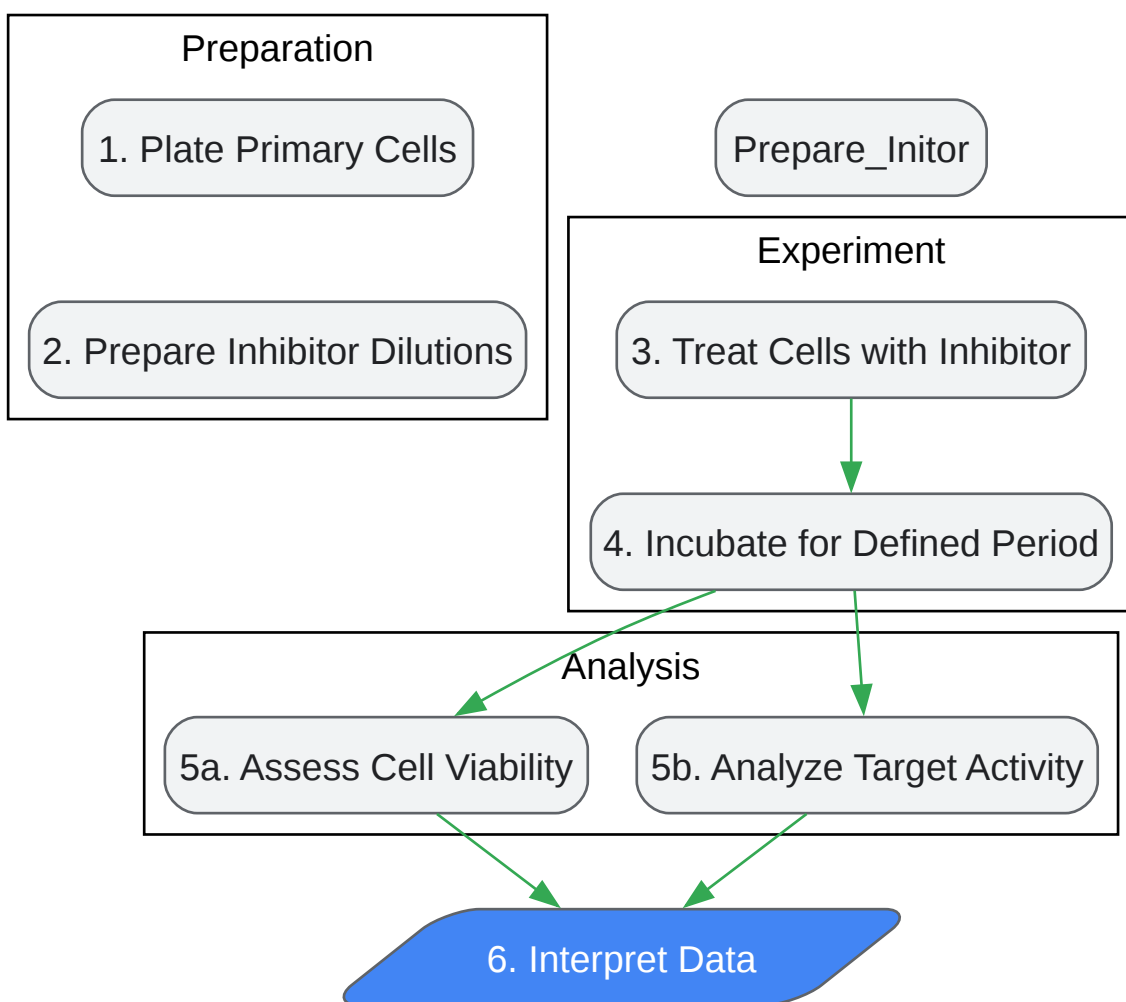 Preparation
1. Plate Primary Cells
2. Prepare Inhibitor Dilutions
Prepare_Initor
Experiment
3. Treat Cells with Inhibitor
4. Incubate for Defined Period
Analysis
5a. Assess Cell Viability
5b. Analyze Target Activity
6. Interpret Data